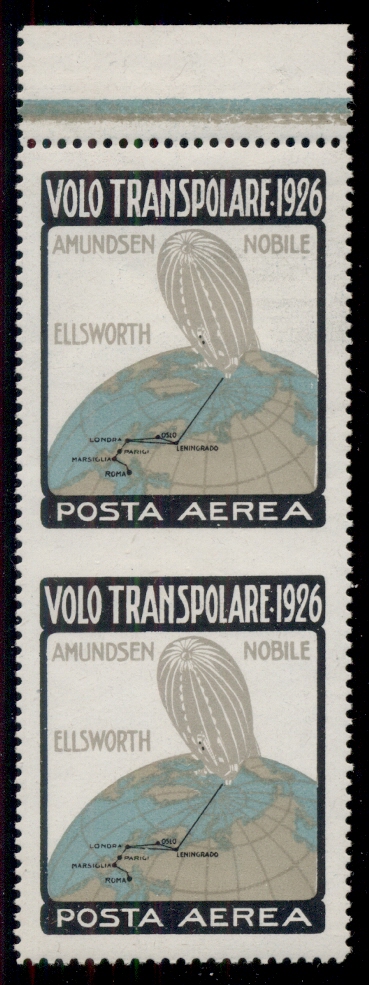 VOLO TRANSPOLARE·1926
AMUNDSEN NOBILE
ELLSWORTH
LONDRA OSLO
PARIGI LENINGRADO
MARSIGLIA
ROMA
POSTA AEREA
VOLO TRANSPOLARE·1926
AMUNDSEN NOBILE
ELLSWORTH
LONDRA OSLO
PARIGI LENINGRADO
MARSIGLIA
ROMA
POSTA AEREA